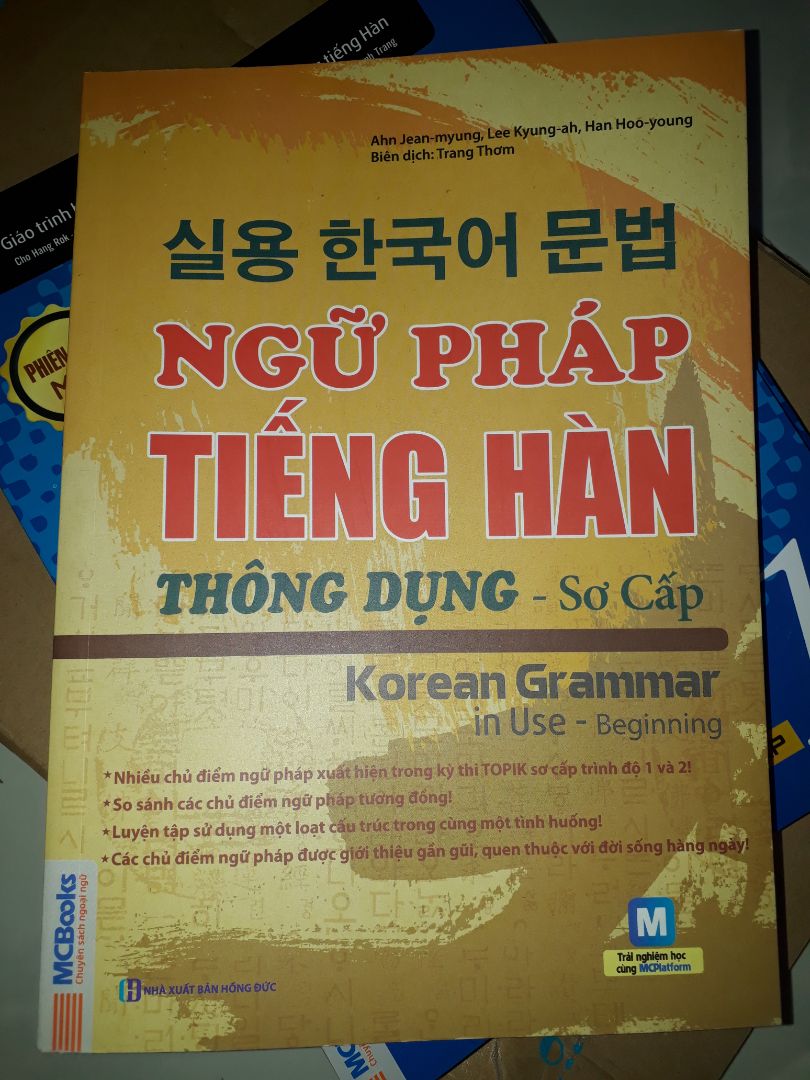 tiếng Hàn
Trang
Giáo trình
Cho Hang Rok
PHIÊN
Ahn Jean-myung, Lee Kyung-ah, Han Hoo-young
Biên dịch: Trang Thơm
실용 한국어 문법
NGỮ PHÁP
TIẾNG HÀN
THÔNG DỤNG - Sơ Cấp
Korean Grammar
in Use - Beginning
★Nhiều chủ điểm ngữ pháp xuất hiện trong kỳ thi TOPIK sơ cấp trình độ 1 và 2!
★So sánh các chủ điểm ngữ pháp tương đồng!
★Luyện tập sử dụng một loạt cấu trúc trong cùng một tình huống!
★Các chủ điểm ngữ pháp được giới thiệu gần gũi, quen thuộc với đời sống hàng ngày!
MCBooks
Chuyên sách ngoại ngữ
NHÀ XUẤT BẢN HỒNG ĐỨC
M
Trải nghiệm học
cùng MCPlatform